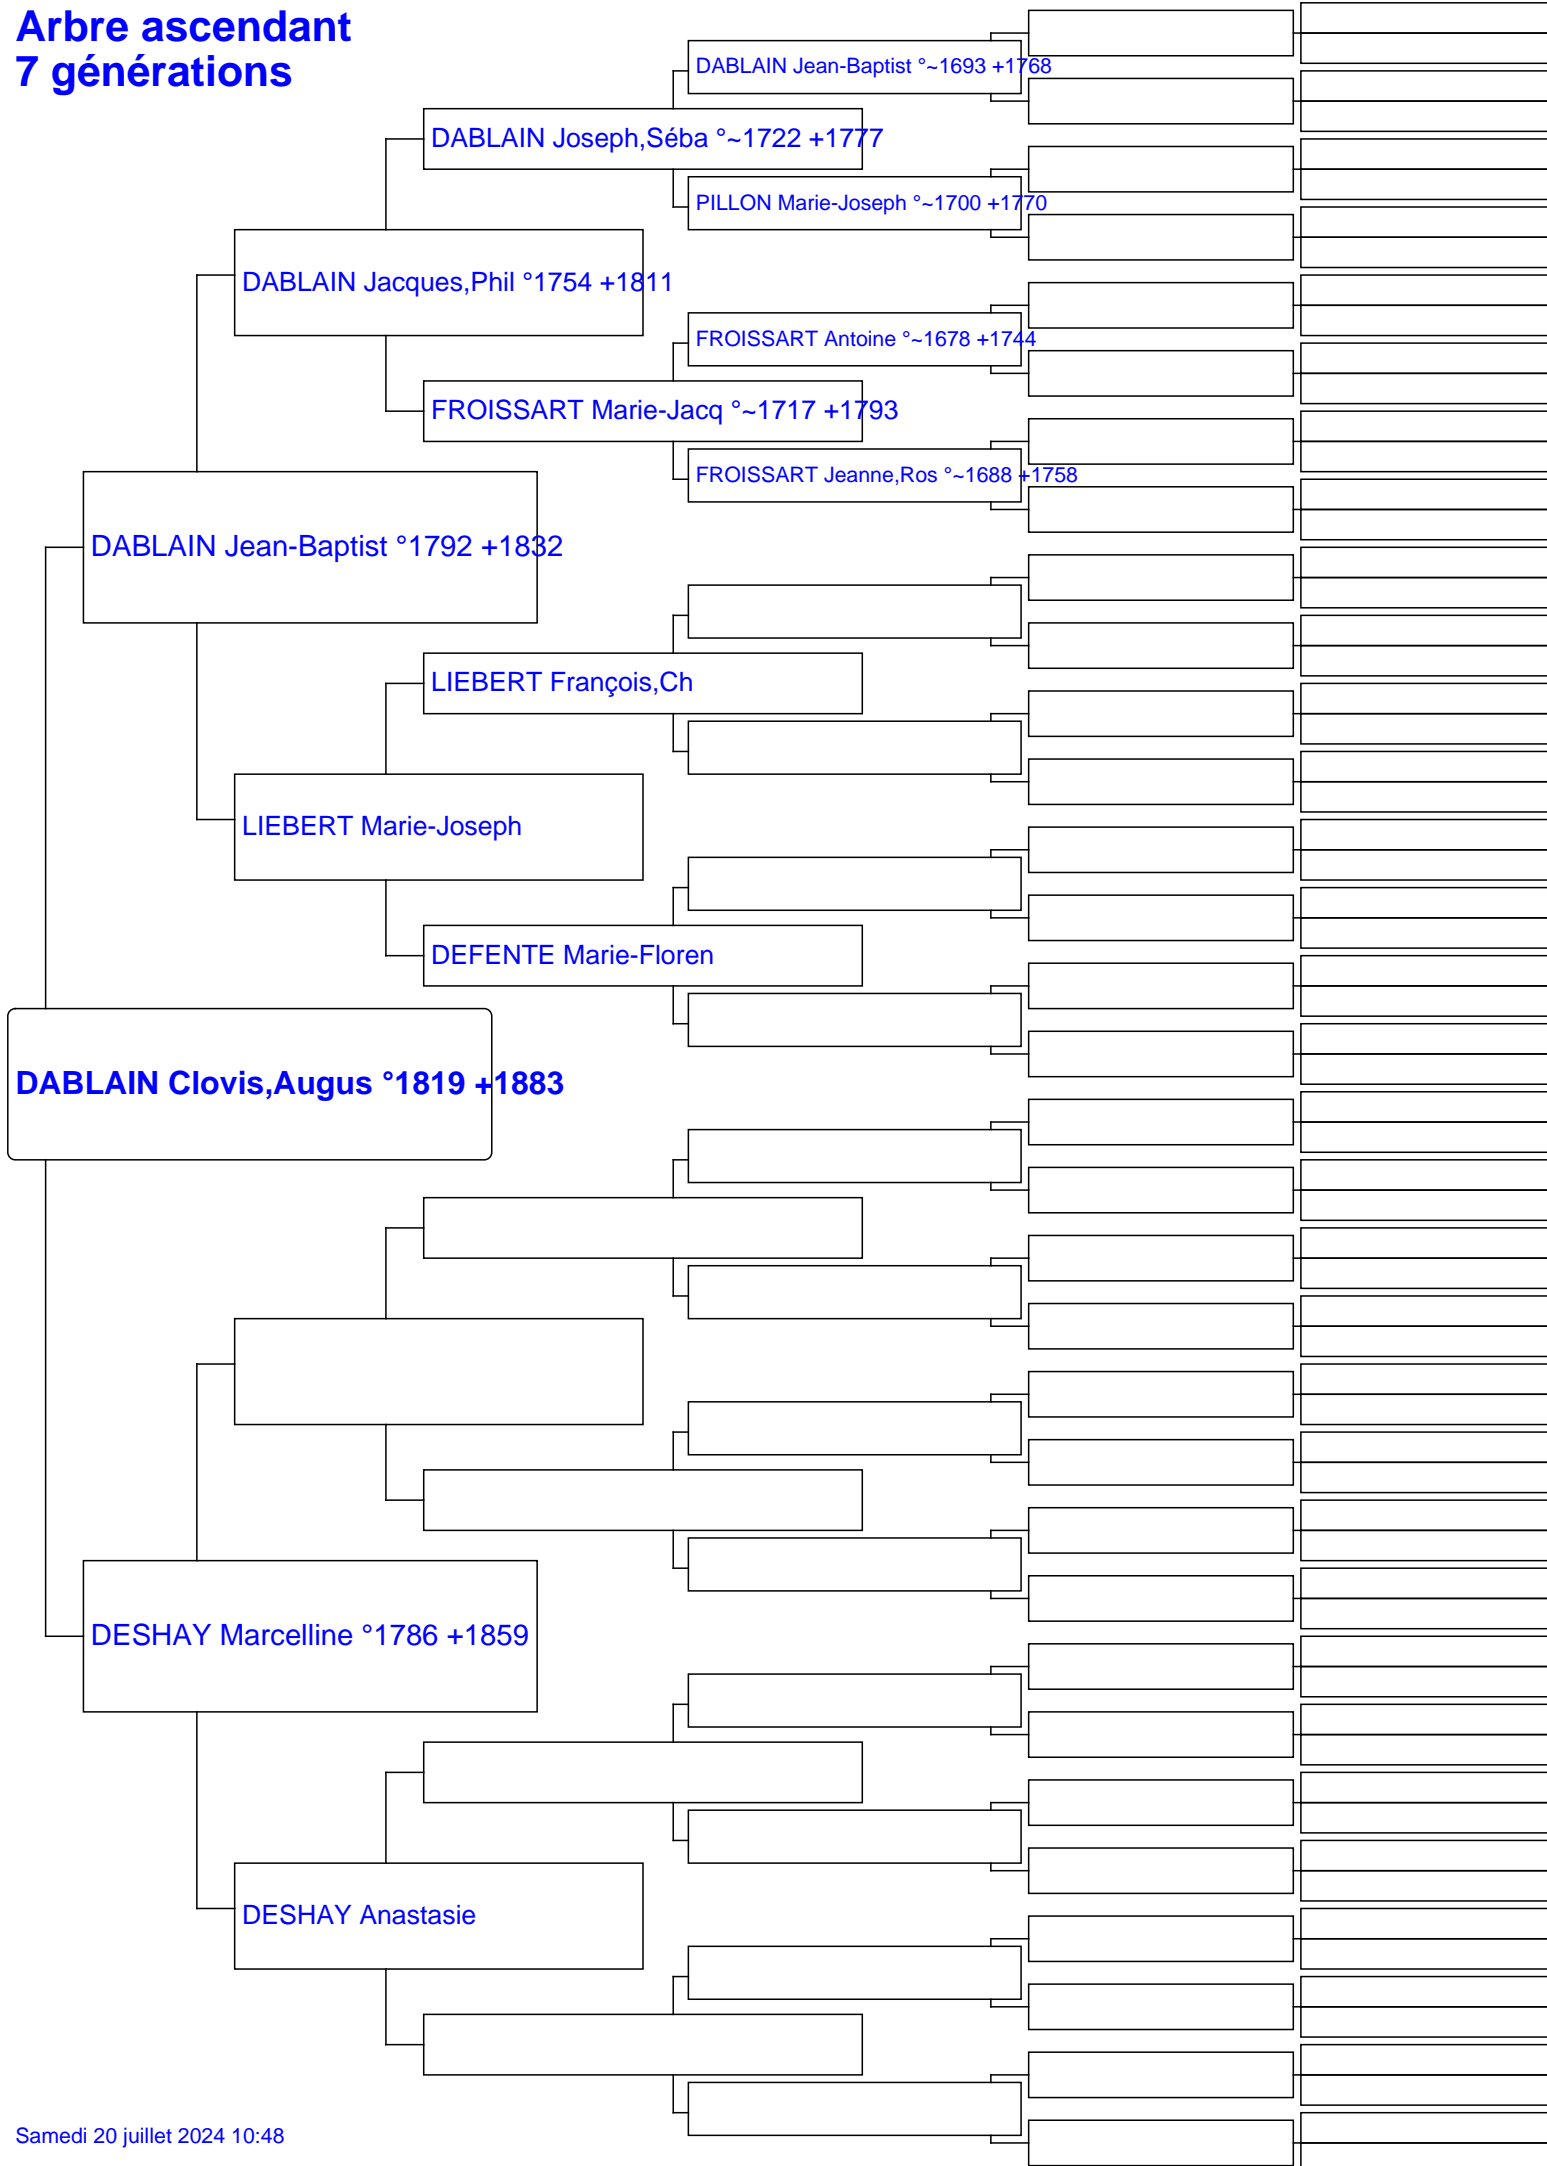 Arbre ascendant
7 générations
DABLAIN Jean-Baptist °~1693 +1768
DABLAIN Joseph,Séba °~1722 +1777
PILLON Marie-Joseph °~1700 +1770
DABLAIN Jacques,Phil °1754 +1811
FROISSART Antoine °~1678 +1744
FROISSART Marie-Jacq °~1717 +1793
FROISSART Jeanne,Ros °~1688 +1758
DABLAIN Jean-Baptist °1792 +1832
LIEBERT François,Ch
LIEBERT Marie-Joseph
DEFENTE Marie-Floren
DABLAIN Clovis,Augus °1819 +1883
DESHAY Marcelline °1786 +1859
DESHAY Anastasie
Samedi 20 juillet 2024 10:48